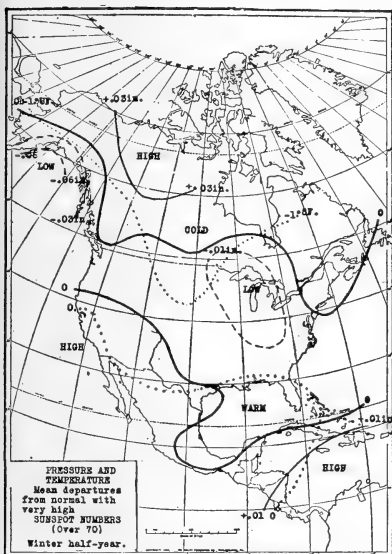 +.03in.
HIGH
LOW
-.06in.
+.03in.
-.03in.
COLD
-1°F.
0
.01in.
LOW
0
0
HIGH
WARM
HIGH
+.01 0
PRESSURE AND
TEMPERATURE
Mean departures
from normal with
very high
SUNSPOT NUMBERS
(Over 70)
Winter half-year.